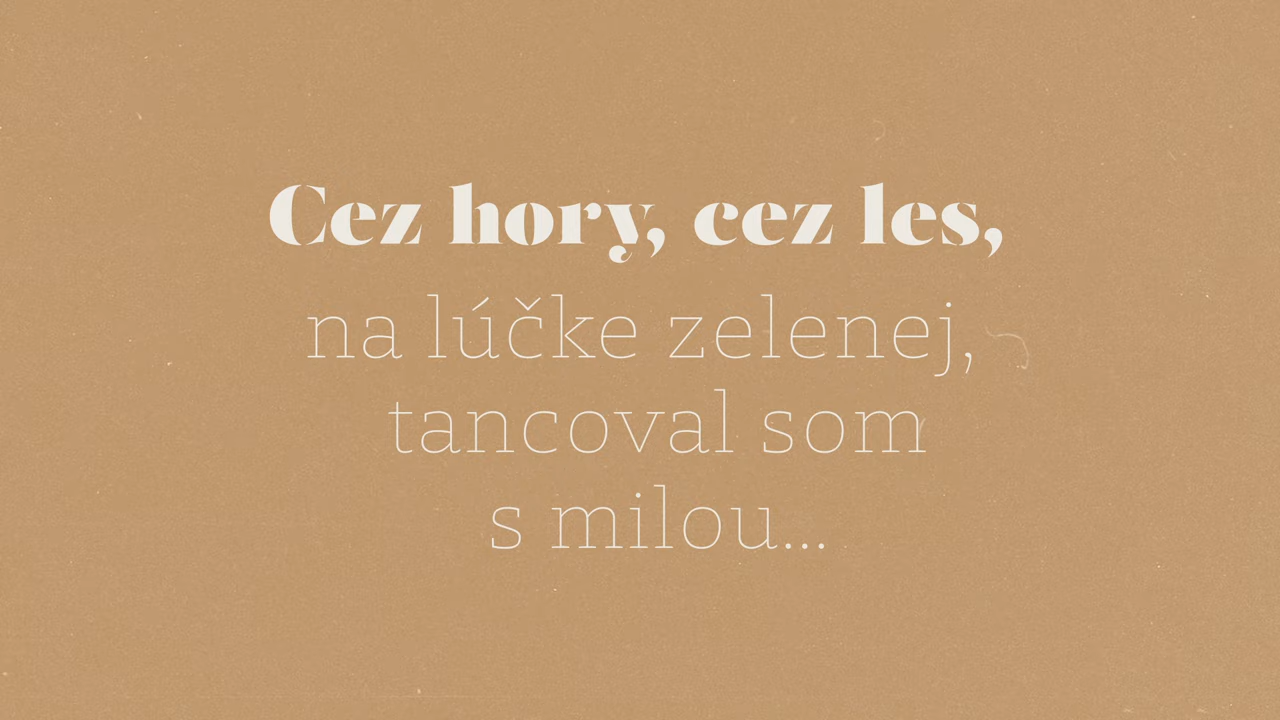 Cez hory, cez les,
na lúčke zelenej,
tancoval som
s milou...